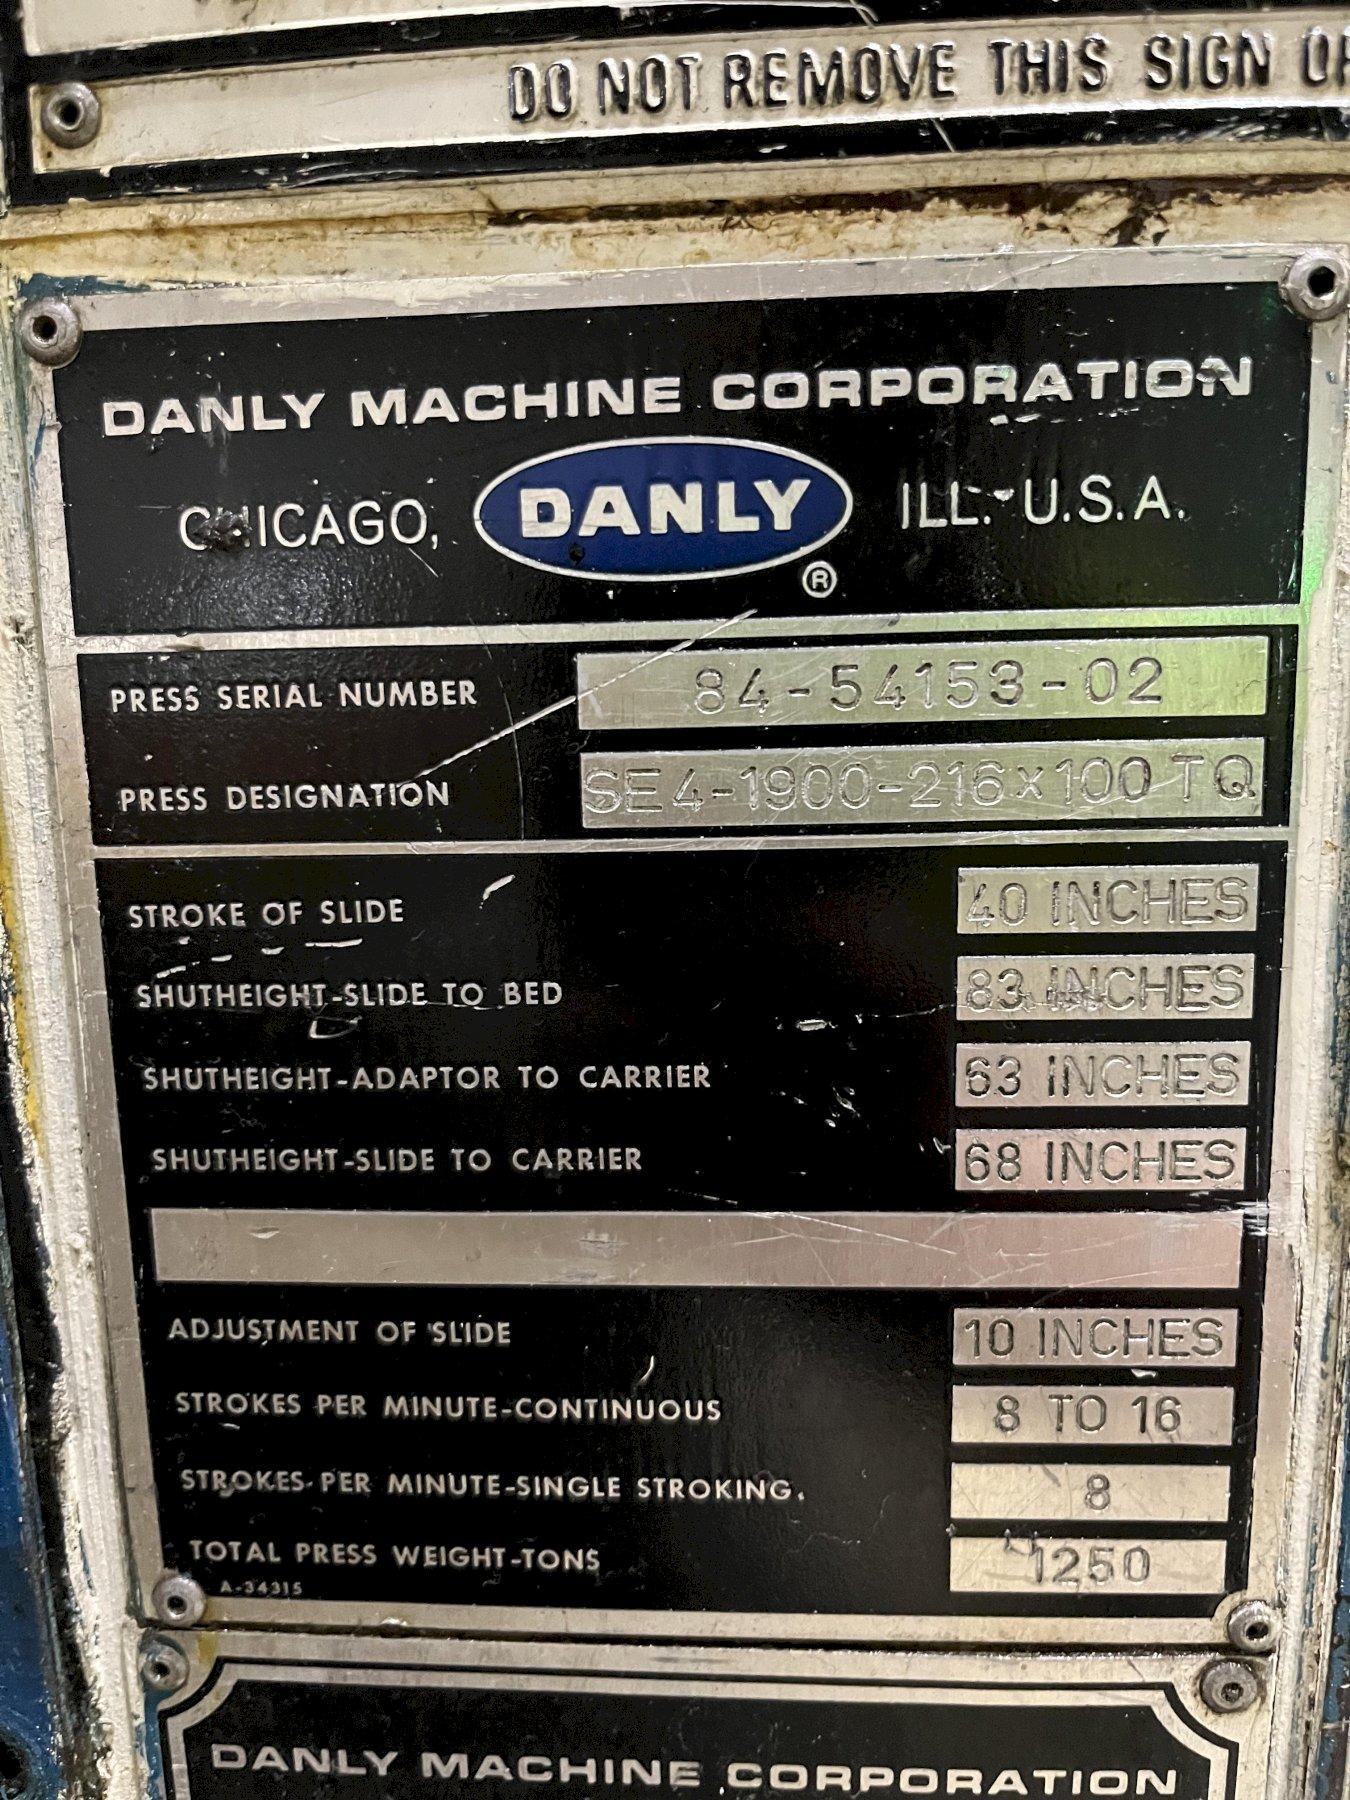 DO NOT REMOVE THIS SIGN
DANLY MACHINE CORPORATION
CHICAGO, DANLY ® ILL. U.S.A.
PRESS SERIAL NUMBER 84-54153-02
PRESS DESIGNATION SE4-1900-216x100 TQ
STROKE OF SLIDE 40 INCHES
SHUTHEIGHT-SLIDE TO BED 83 INCHES
SHUTHEIGHT-ADAPTOR TO CARRIER 63 INCHES
SHUTHEIGHT-SLIDE TO CARRIER 68 INCHES
ADJUSTMENT OF SLIDE 10 INCHES
STROKES PER MINUTE-CONTINUOUS 8 TO 16
STROKES PER MINUTE-SINGLE STROKING. 8
TOTAL PRESS WEIGHT-TONS 1250
A-34315
DANLY MACHINE CORPORATION